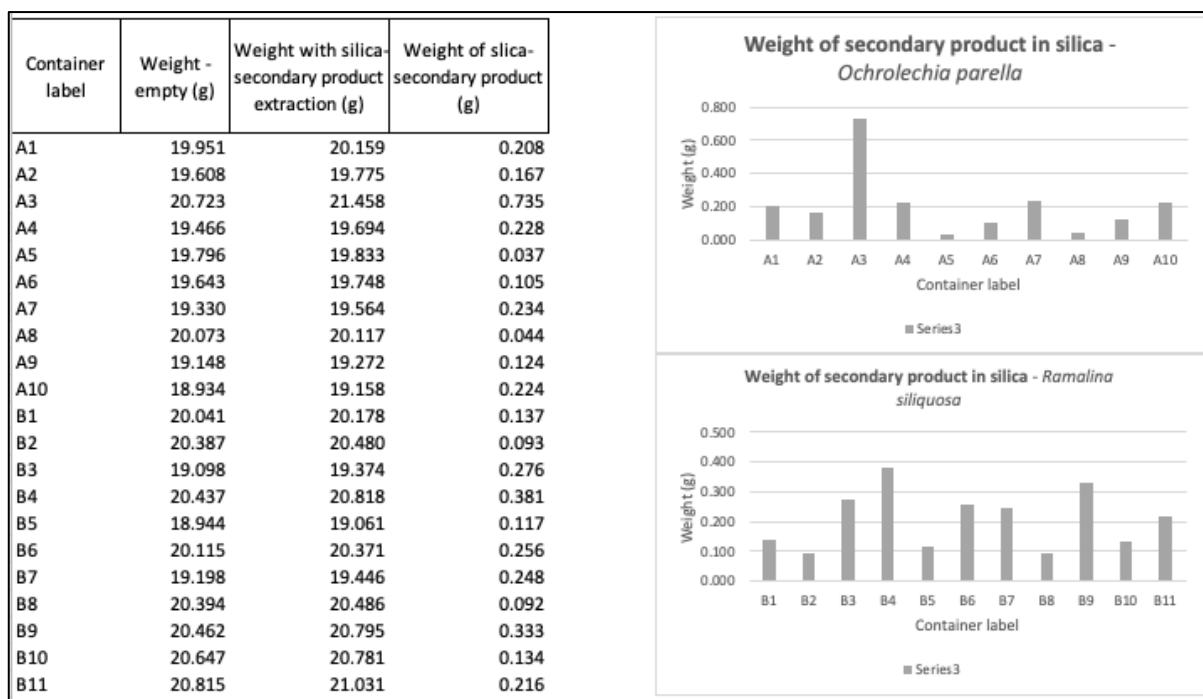 Container label Weight - empty (g) Weight with silica-secondary product extraction (g) Weight of slica-secondary product (g)
A1 19.951 20.159 0.208
A2 19.608 19.775 0.167
A3 20.723 21.458 0.735
A4 19.466 19.694 0.228
A5 19.796 19.833 0.037
A6 19.643 19.748 0.105
A7 19.330 19.564 0.234
A8 20.073 20.117 0.044
A9 19.148 19.272 0.124
A10 18.934 19.158 0.224
B1 20.041 20.178 0.137
B2 20.387 20.480 0.093
B3 19.098 19.374 0.276
B4 20.437 20.818 0.381
B5 18.944 19.061 0.117
B6 20.115 20.371 0.256
B7 19.198 19.446 0.248
B8 20.394 20.486 0.092
B9 20.462 20.795 0.333
B10 20.647 20.781 0.134
B11 20.815 21.031 0.216
Weight of secondary product in silica -
Ochrolechia parella
Weight (g)
0.800
0.600
0.400
0.200
0.000
A1 A2 A3 A4 A5 A6 A7 A8 A9 A10
Container label
Series3
Weight of secondary product in silica - Ramalina
siliquosa
Weight (g)
0.500
0.400
0.300
0.200
0.100
0.000
B1 B2 B3 B4 B5 B6 B7 B8 B9 B10 B11
Container label
Series3